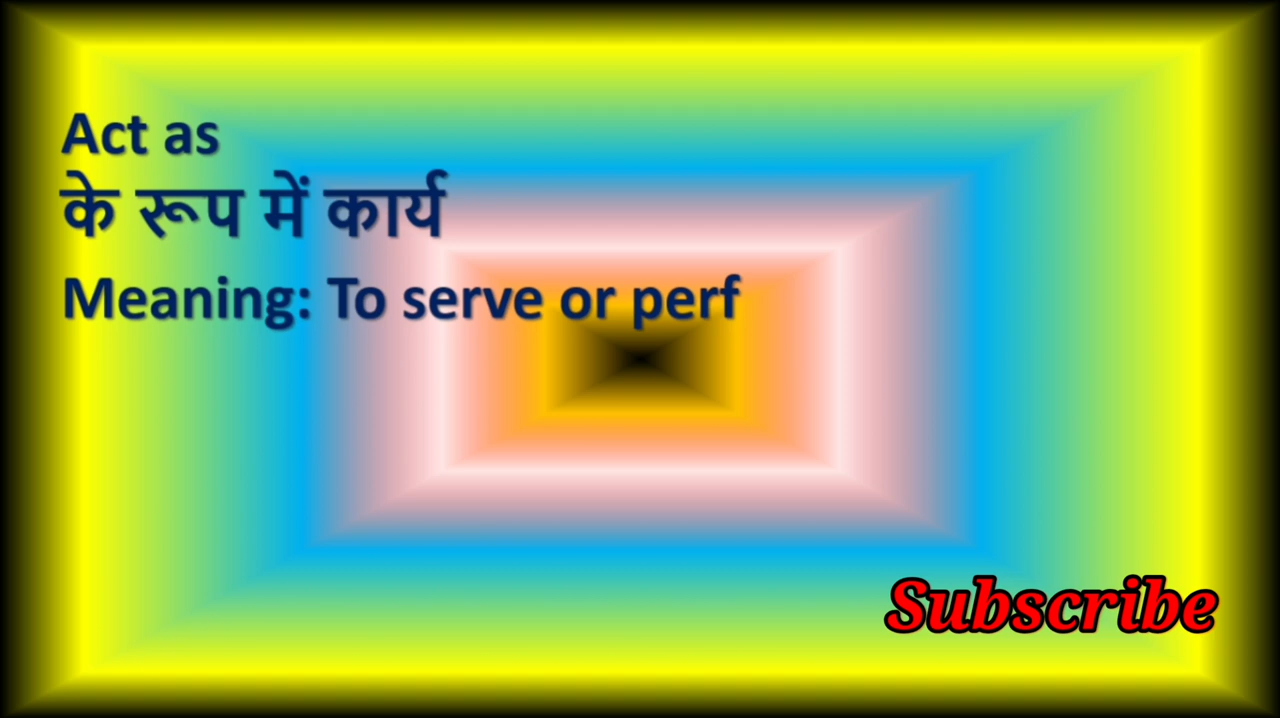 Act as
के रूप में कार्य
Meaning: To serve or perf
Subscribe